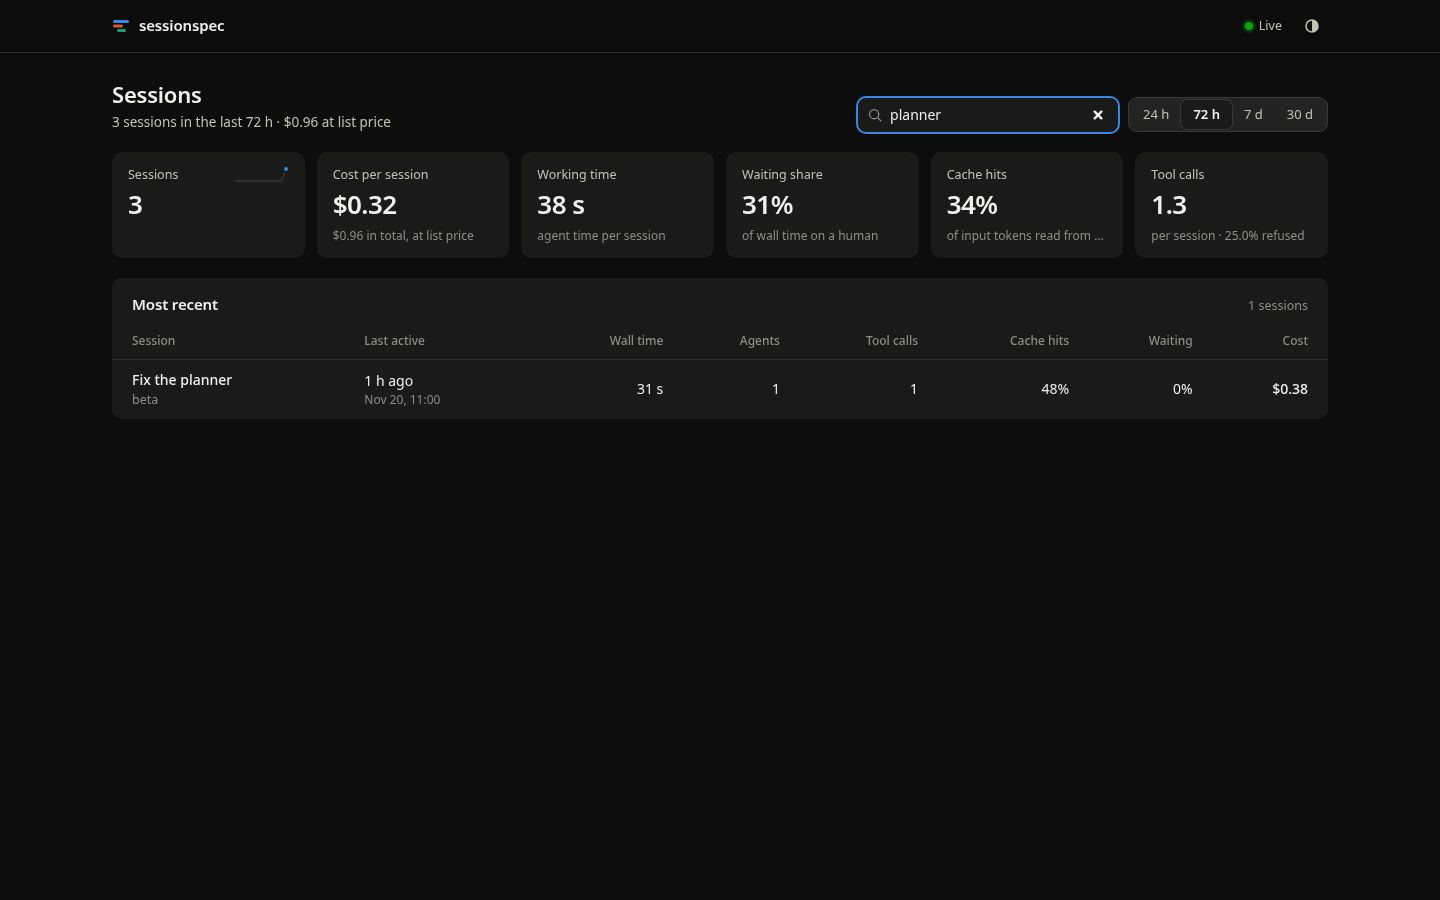 sessionspec
Live
Sessions
3 sessions in the last 72 h · $0.96 at list price
planner
24 h
72 h
7 d
30 d
Sessions
3
Cost per session
$0.32
$0.96 in total, at list price
Working time
38 s
agent time per session
Waiting share
31%
of wall time on a human
Cache hits
34%
of input tokens read from ...
Tool calls
1.3
per session · 25.0% refused
Most recent
1 sessions
Session Last active Wall time Agents Tool calls Cache hits Waiting Cost
Fix the planner 1 h ago 31 s 1 1 48% 0% $0.38
beta Nov 20, 11:00